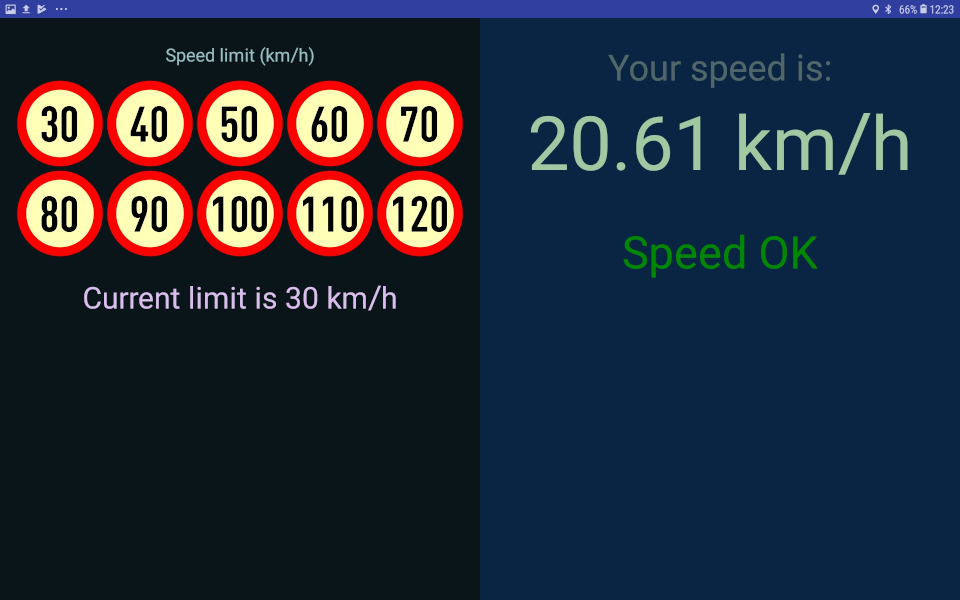 66% 12:23
Speed limit (km/h)
30 40 50 60 70
80 90 100 110 120
Current limit is 30 km/h
Your speed is:
20.61 km/h
Speed OK